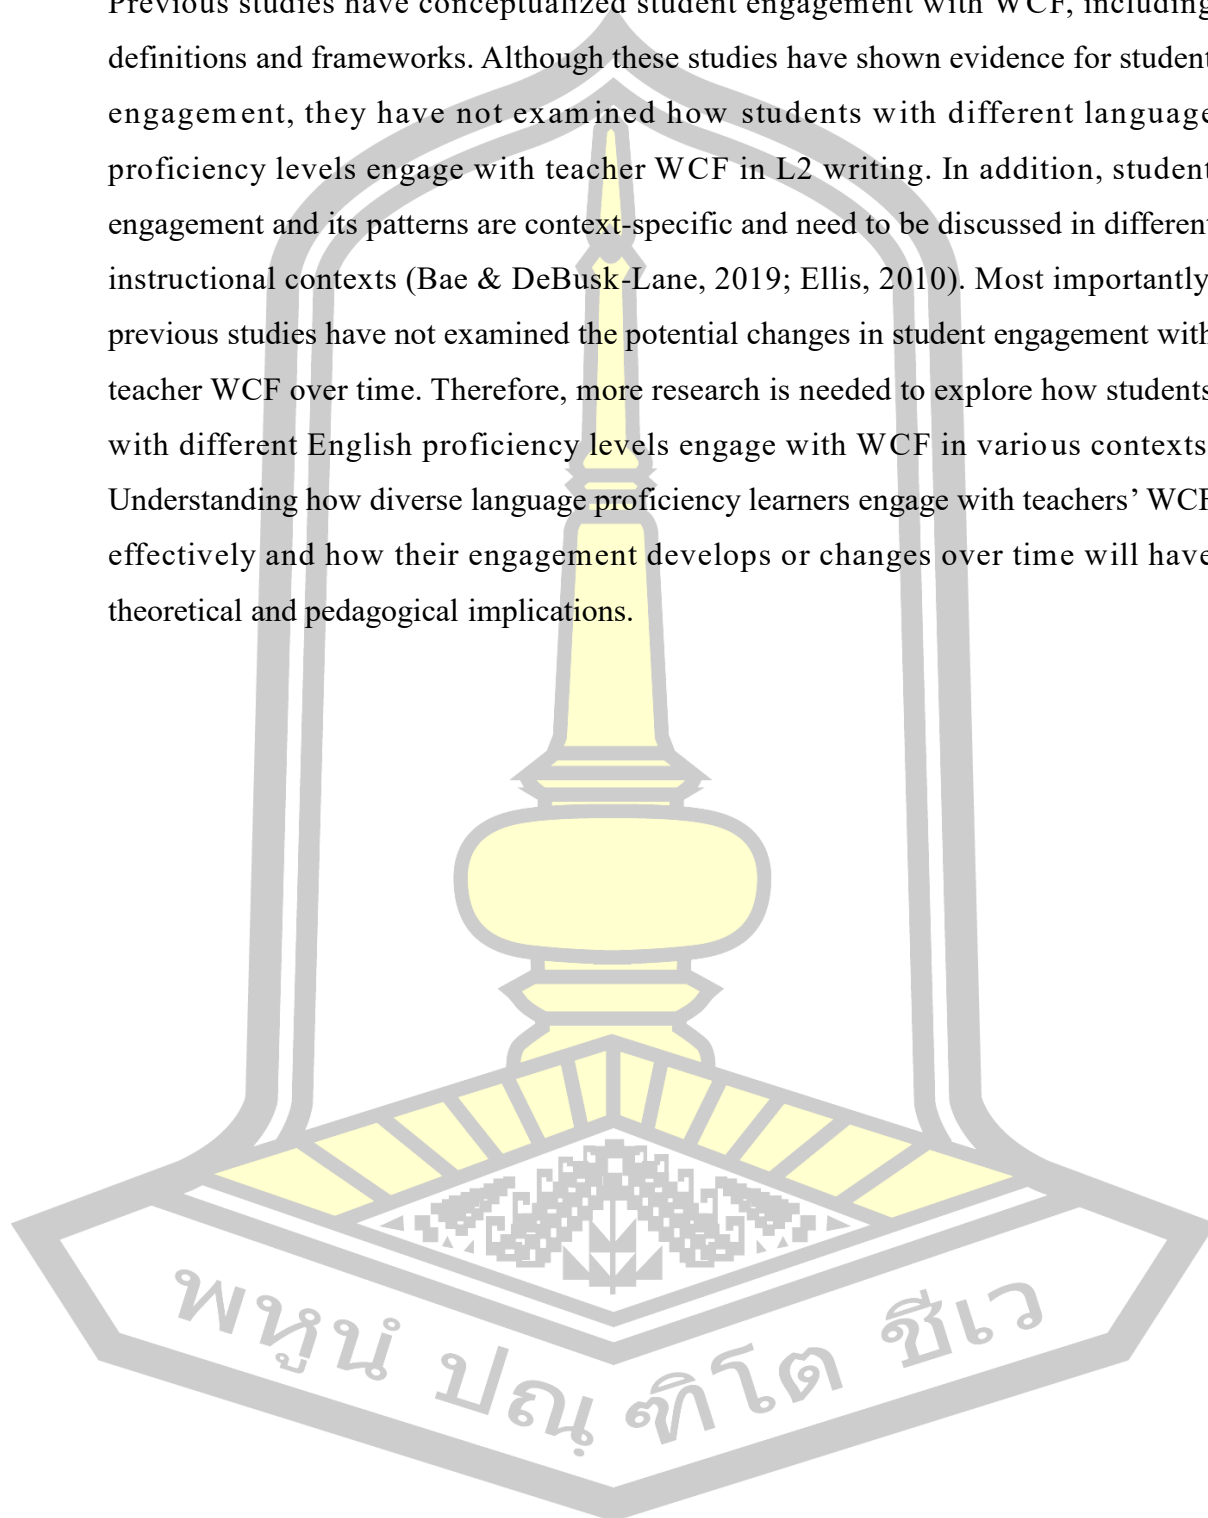 Previous studies have conceptualized student engagement with WCF, including
definitions and frameworks. Although these studies have shown evidence for student
engagement, they have not examined how students with different language
proficiency levels engage with teacher WCF in L2 writing. In addition, student
engagement and its patterns are context-specific and need to be discussed in different
instructional contexts (Bae & DeBusk-Lane, 2019; Ellis, 2010). Most importantly,
previous studies have not examined the potential changes in student engagement with
teacher WCF over time. Therefore, more research is needed to explore how students
with different English proficiency levels engage with WCF in various contexts.
Understanding how diverse language proficiency learners engage with teachers’ WCF
effectively and how their engagement develops or changes over time will have
theoretical and pedagogical implications.
พหูนํ ปณฺฑิโต ชีเว